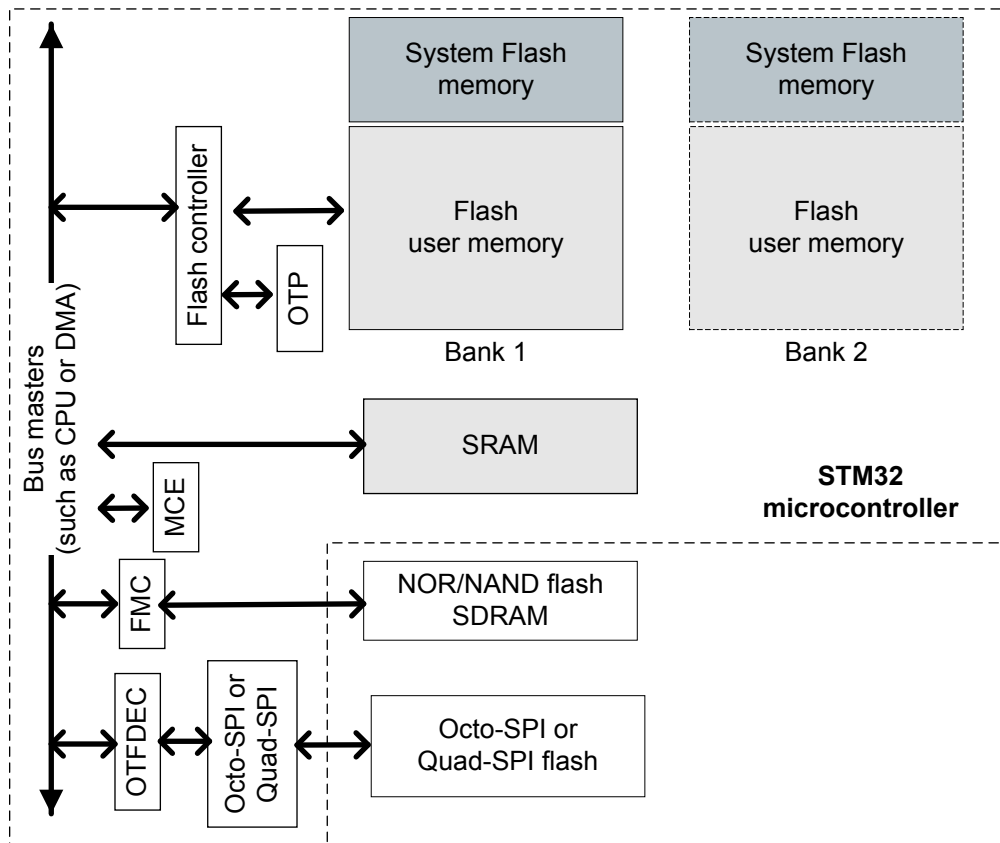 System Flash
memory
System Flash
memory
Flash controller
Flash
user memory
Flash
user memory
OTP
Bank 1
Bank 2
Bus masters
(such as CPU or DMA)
SRAM
MCE
STM32
microcontroller
FMC
NOR/NAND flash
SDRAM
OTFDEC
Octo-SPI or
Quad-SPI
Octo-SPI or
Quad-SPI flash